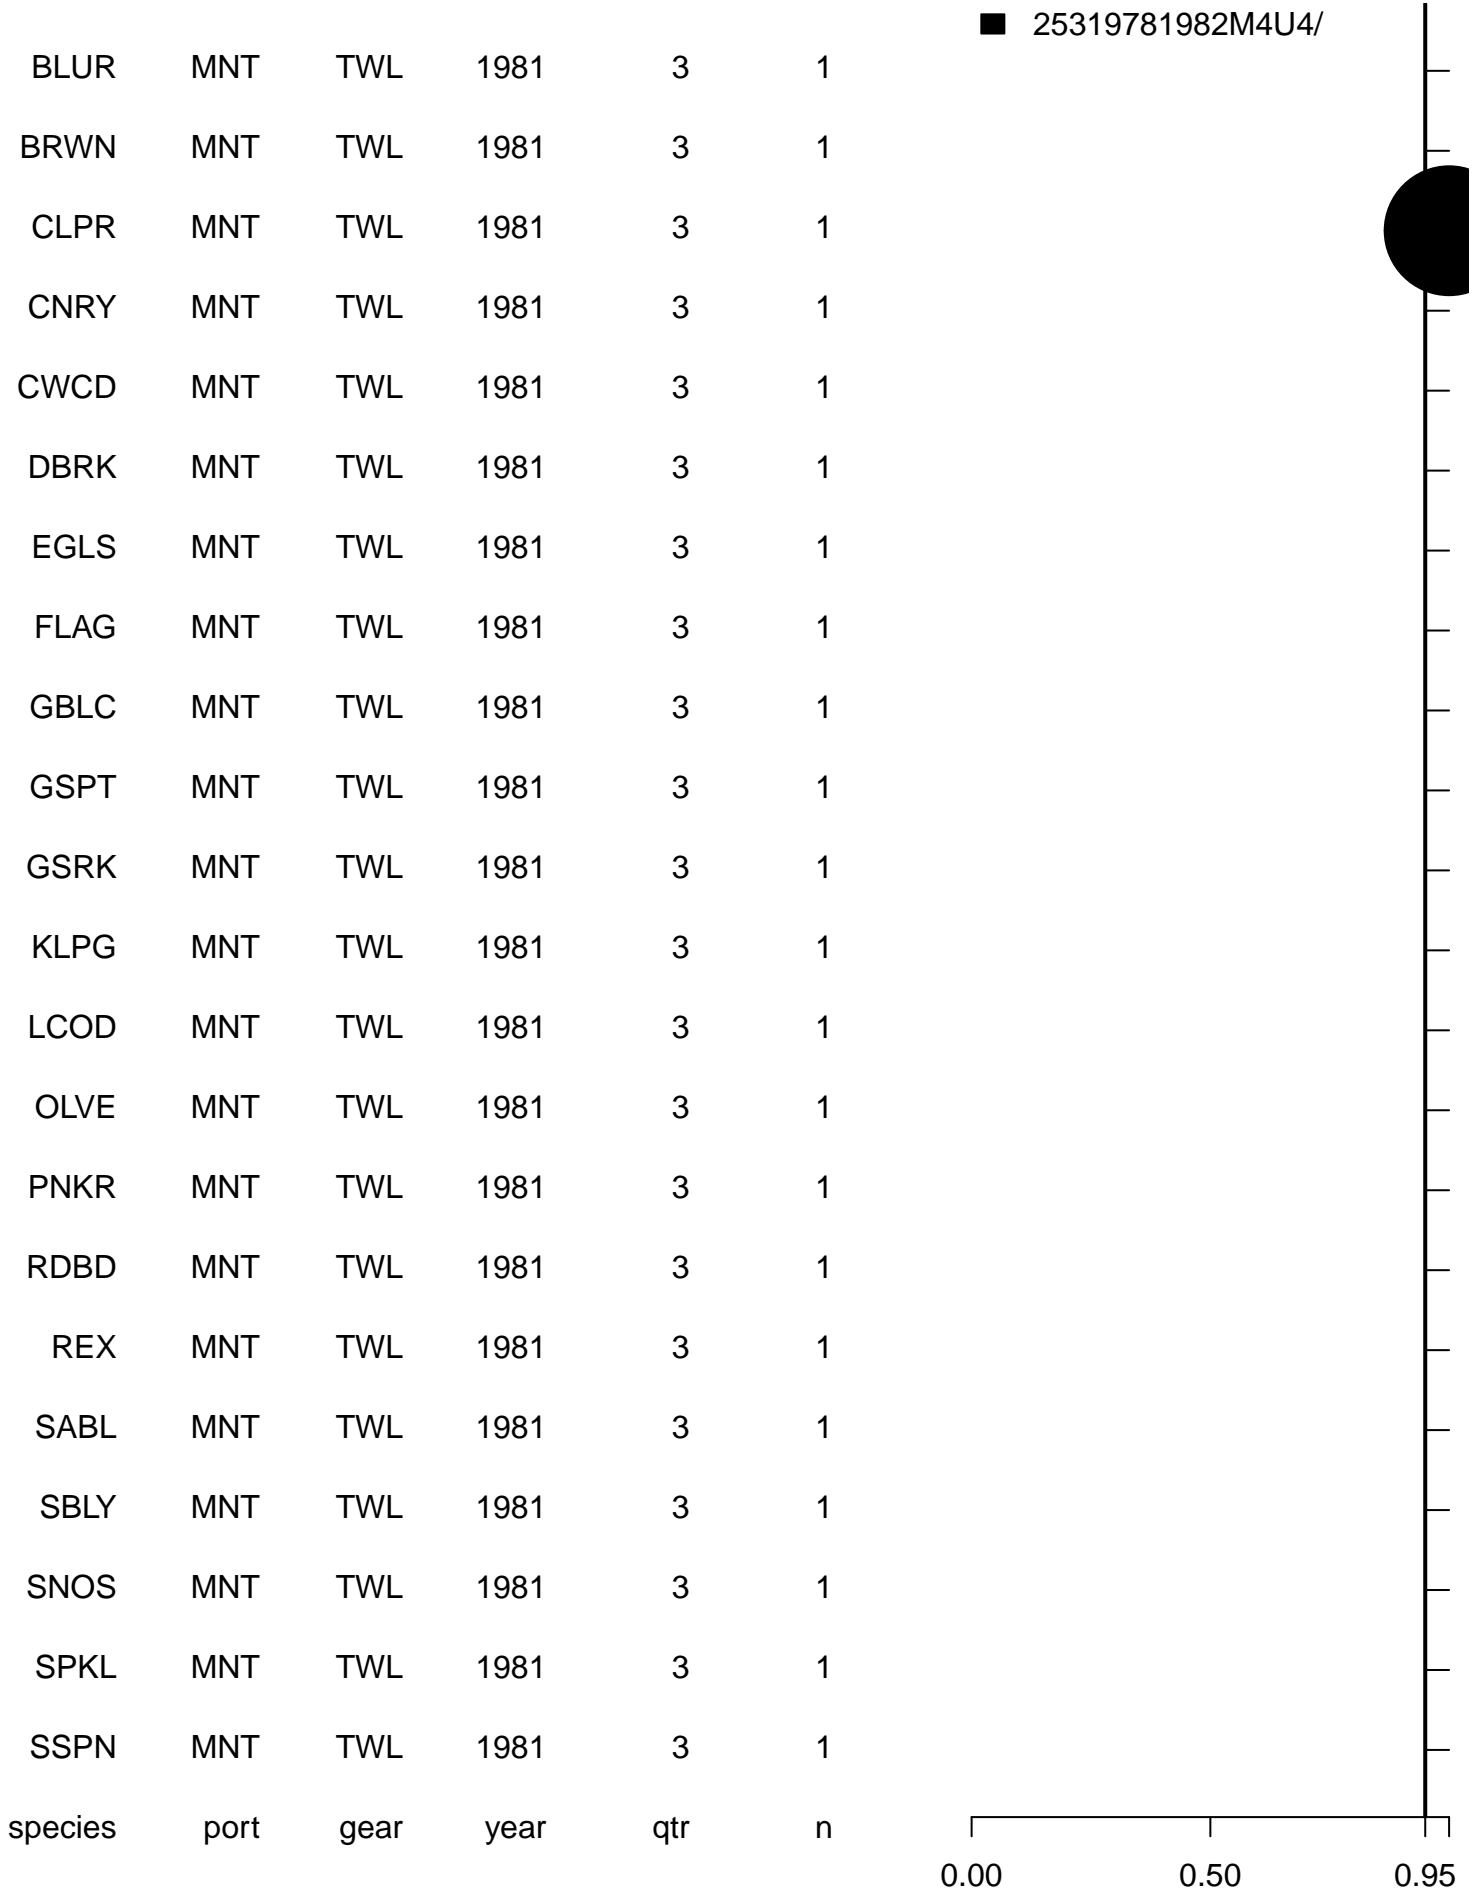 25319781982M4U4/
BLUR MNT TWL 1981 3 1
BRWN MNT TWL 1981 3 1
CLPR MNT TWL 1981 3 1
CNRY MNT TWL 1981 3 1
CWCD MNT TWL 1981 3 1
DBRK MNT TWL 1981 3 1
EGLS MNT TWL 1981 3 1
FLAG MNT TWL 1981 3 1
GBLC MNT TWL 1981 3 1
GSPT MNT TWL 1981 3 1
GSRK MNT TWL 1981 3 1
KLPG MNT TWL 1981 3 1
LCOD MNT TWL 1981 3 1
OLVE MNT TWL 1981 3 1
PNKR MNT TWL 1981 3 1
RDBD MNT TWL 1981 3 1
REX MNT TWL 1981 3 1
SABL MNT TWL 1981 3 1
SBLY MNT TWL 1981 3 1
SNOS MNT TWL 1981 3 1
SPKL MNT TWL 1981 3 1
SSPN MNT TWL 1981 3 1
species port gear year qtr n
0.00 0.50 0.95